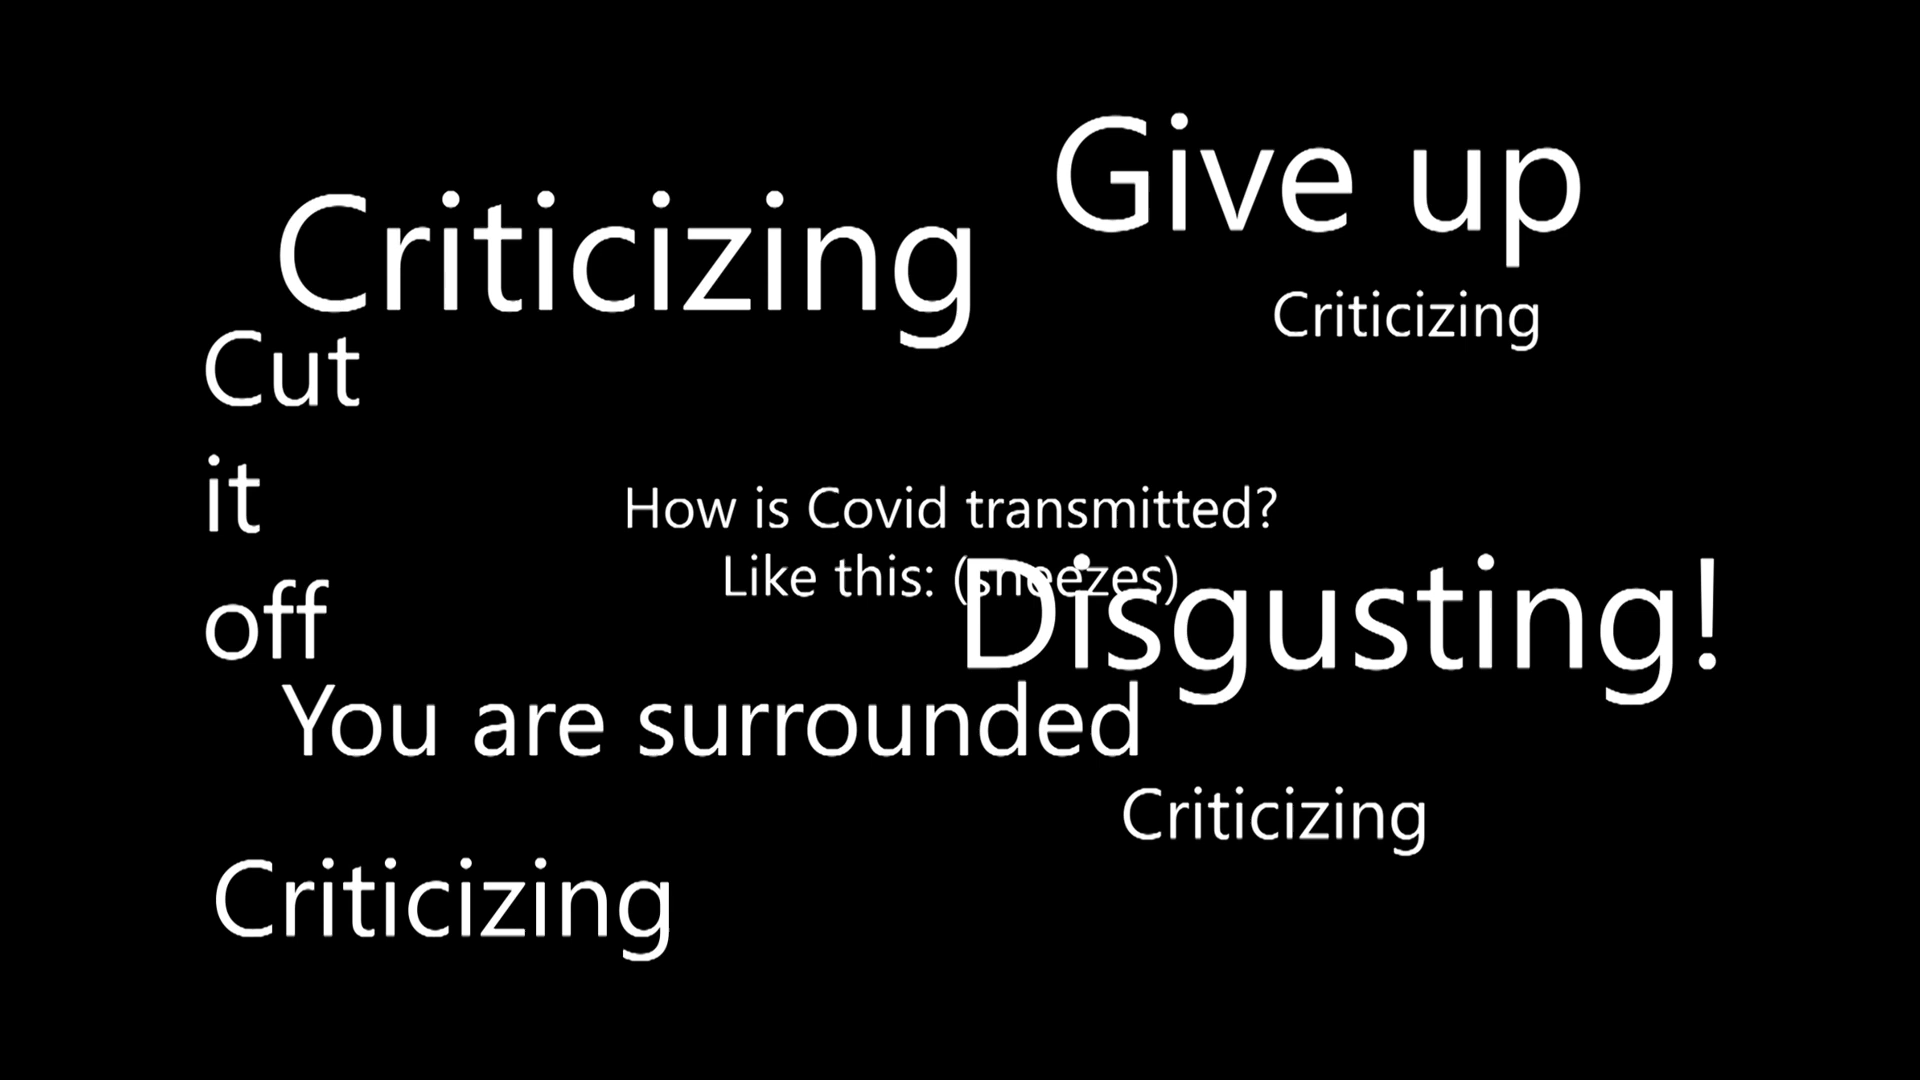 Give up
Criticizing
Criticizing
Cut
it
off
How is Covid transmitted?
Like this: (sneezes)
Disgusting!
You are surrounded
Criticizing
Criticizing